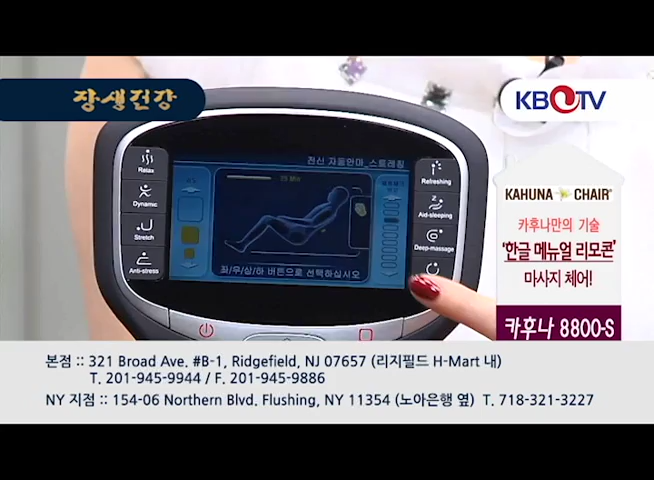 장생건강
KBTV
전신 자동안마_스트레칭
Relax
Dynamic
Stretch
Anti-stress
Refreshing
Aid-sleeping
Deep-massage
좌/우/상/하 버튼으로 선택하십시오
KAHUNA CHAIR®
카후나만의 기술
'한글 메뉴얼 리모콘'
마사지 체어!
카후나 8800-S
본점 :: 321 Broad Ave. #B-1, Ridgefield, NJ 07657 (리지필드 H-Mart 내)
T. 201-945-9944 / F. 201-945-9886
NY 지점 :: 154-06 Northern Blvd. Flushing, NY 11354 (노아은행 옆) T. 718-321-3227